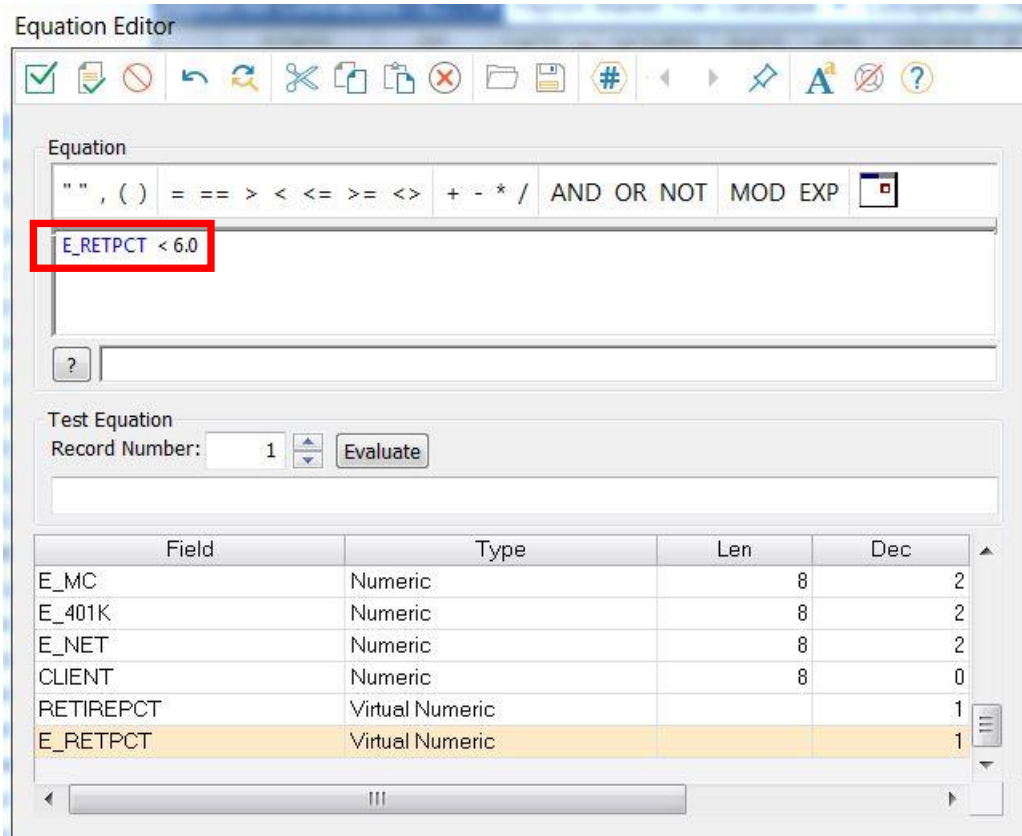 Equation Editor
# A a ?
Equation
" " , ( ) = == > < <= >= <> + - * / AND OR NOT MOD EXP
E_RETPCT < 6.0
?
Test Equation
Record Number: 1 Evaluate
Field Type Len Dec
E_MC Numeric 8 2
E_401K Numeric 8 2
E_NET Numeric 8 2
CLIENT Numeric 8 0
RETIREPCT Virtual Numeric 1
E_RETPCT Virtual Numeric 1